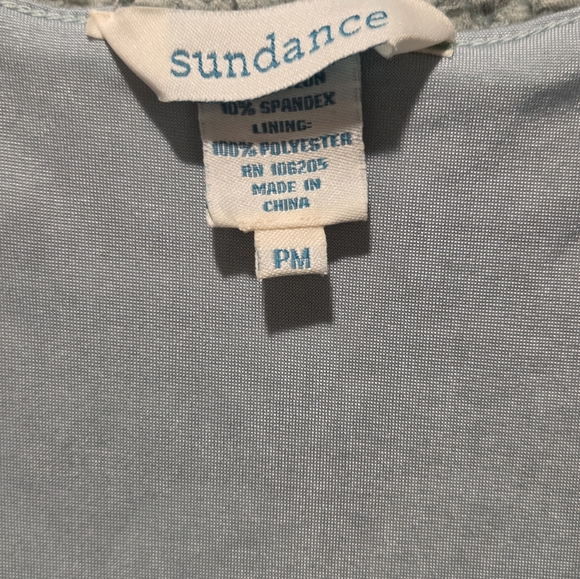 sundance
10% SPANDEX
LINING:
100% POLYESTER
RN 106205
MADE IN
CHINA
PM